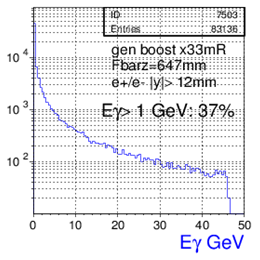 ID 7503
Entries 83136
gen boost x33mR
Fbarz=647mm
e+/e- |y|> 12mm
Eγ> 1 GeV: 37%
10⁴
10³
10²
0 10 20 30 40 50
Eγ GeV